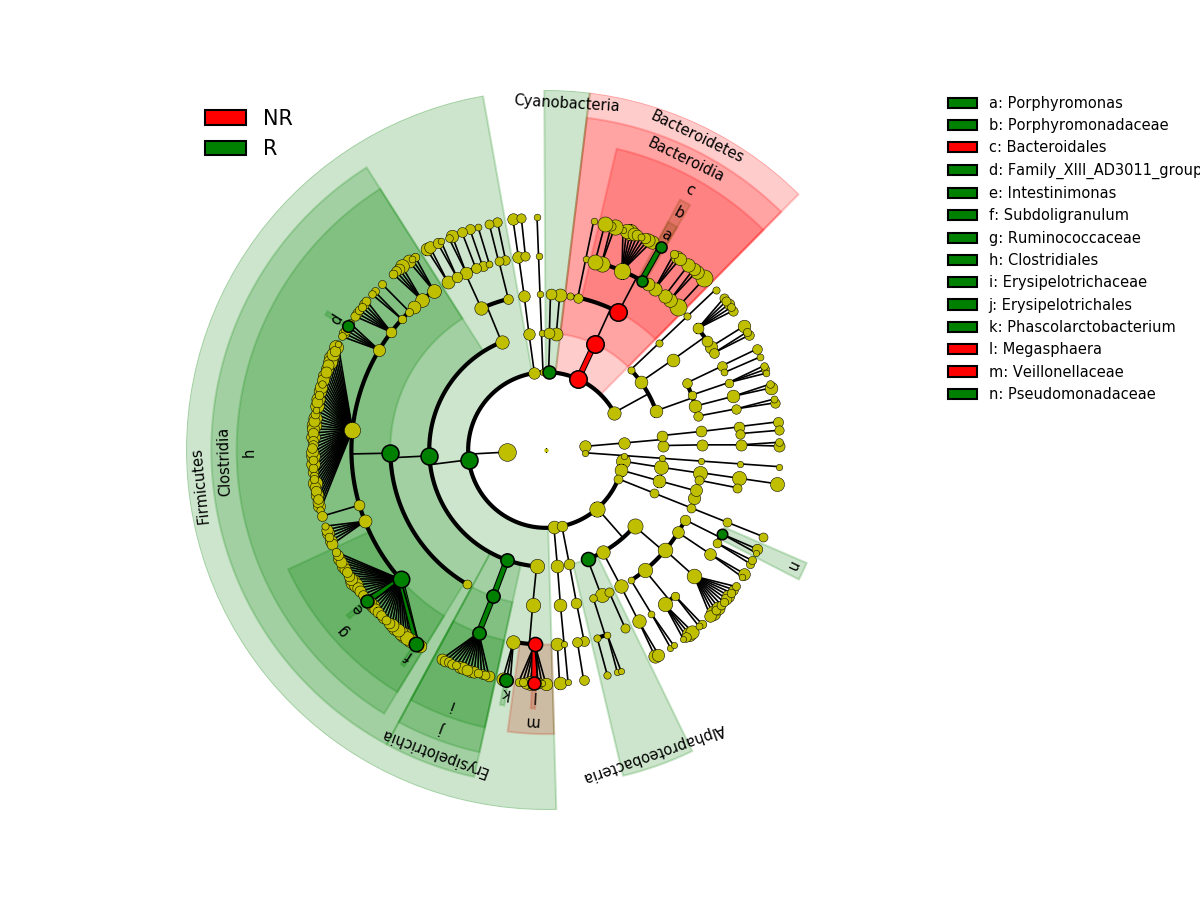 NR
R
Cyanobacteria
Bacteroidetes
Bacteroidia
c
b
a
d
Firmicutes
Clostridia
h
e
g
f
i
j
Erysipelotrichia
k
l
m
Alphaproteobacteria
n
a: Porphyromonas
b: Porphyromonadaceae
c: Bacteroidales
d: Family_XIII_AD3011_group
e: Intestinimonas
f: Subdoligranulum
g: Ruminococcaceae
h: Clostridiales
i: Erysipelotrichaceae
j: Erysipelotrichales
k: Phascolarctobacterium
l: Megasphaera
m: Veillonellaceae
n: Pseudomonadaceae